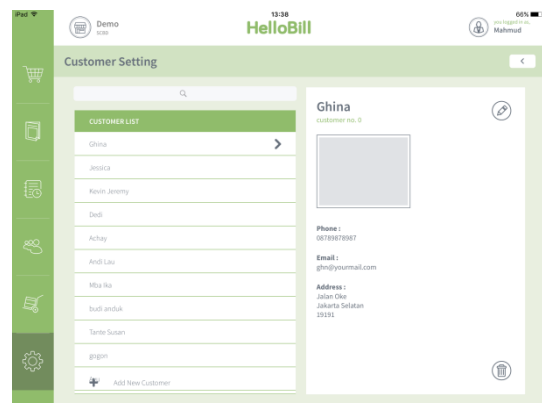 iPad
13:38
66%
Demo
HelloBill
you logged in as,
Mahmud
Customer Setting
CUSTOMER LIST
Ghina
Jessica
Kevin Jeremy
Dedi
Achay
Andi Lau
Mba Ika
budi anduk
Tante Susan
gogon
Add New Customer
Ghina
customer no. 0
Phone :
08789878987
Email :
ghn@yourmail.com
Address :
Jalan Oke
Jakarta Selatan
19191